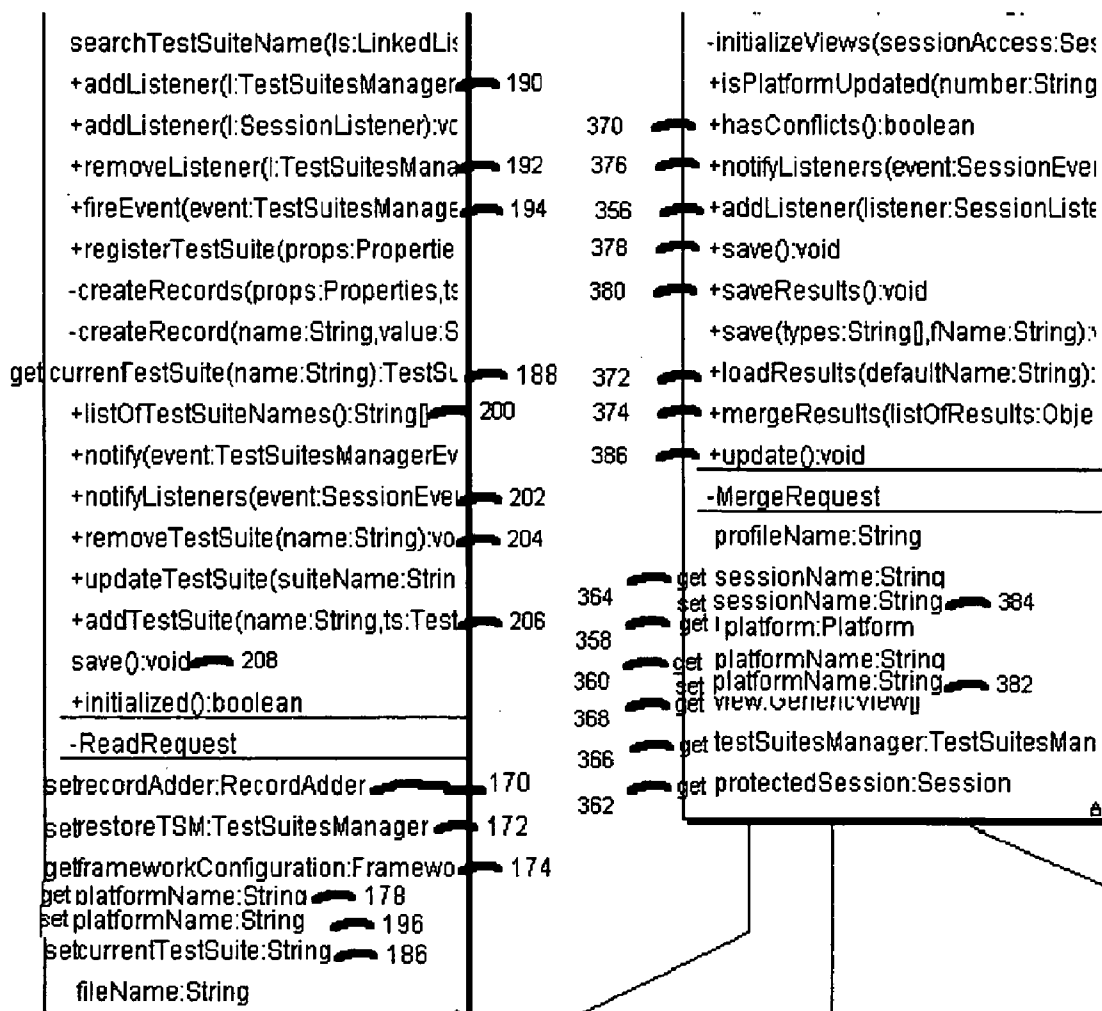 searchTestSuiteName(ls:LinkedLis
+addListener(l:TestSuitesManager 190
+addListener(l:SessionListener):vo
+removeListener(l:TestSuitesMana 192
+fireEvent(event:TestSuitesManage 194
+registerTestSuite(props:Propertie
-createRecords(props:Properties,ts
-createRecord(name:String,value:S
get currenTestSuite(name:String):TestSu 188
+listOfTestSuiteNames():String[] 200
+notify(event:TestSuitesManagerEv
+notifyListeners(event:SessionEve 202
+removeTestSuite(name:String):vo 204
+updateTestSuite(suiteName:Strin
+addTestSuite(name:String,ts:Test 206
save():void 208
+initialized():boolean
-ReadRequest
set recordAdder:RecordAdder 170
set restoreTSM:TestSuitesManager 172
get frameworkConfiguration:Framewo 174
get platformName:String 178
set platformName:String 196
set currentTestSuite:String 186
fileName:String
-initializeViews(sessionAccess:Ses
+isPlatformUpdated(number:String
370 +hasConflicts():boolean
376 +notifyListeners(event:SessionEve
356 +addListener(listener:SessionListe
378 +save():void
380 +saveResults():void
+save(types:String[],fName:String):v
372 +loadResults(defaultName:String):
374 +mergeResults(listOfResults:Obje
386 +update():void
-MergeRequest
profileName:String
364 get sessionName:String
set sessionName:String 384
358 get platform:Platform
360 get platformName:String
set platformName:String 382
368 get view:GenericView[]
366 get testSuitesManager:TestSuitesMan
362 get protectedSession:Session